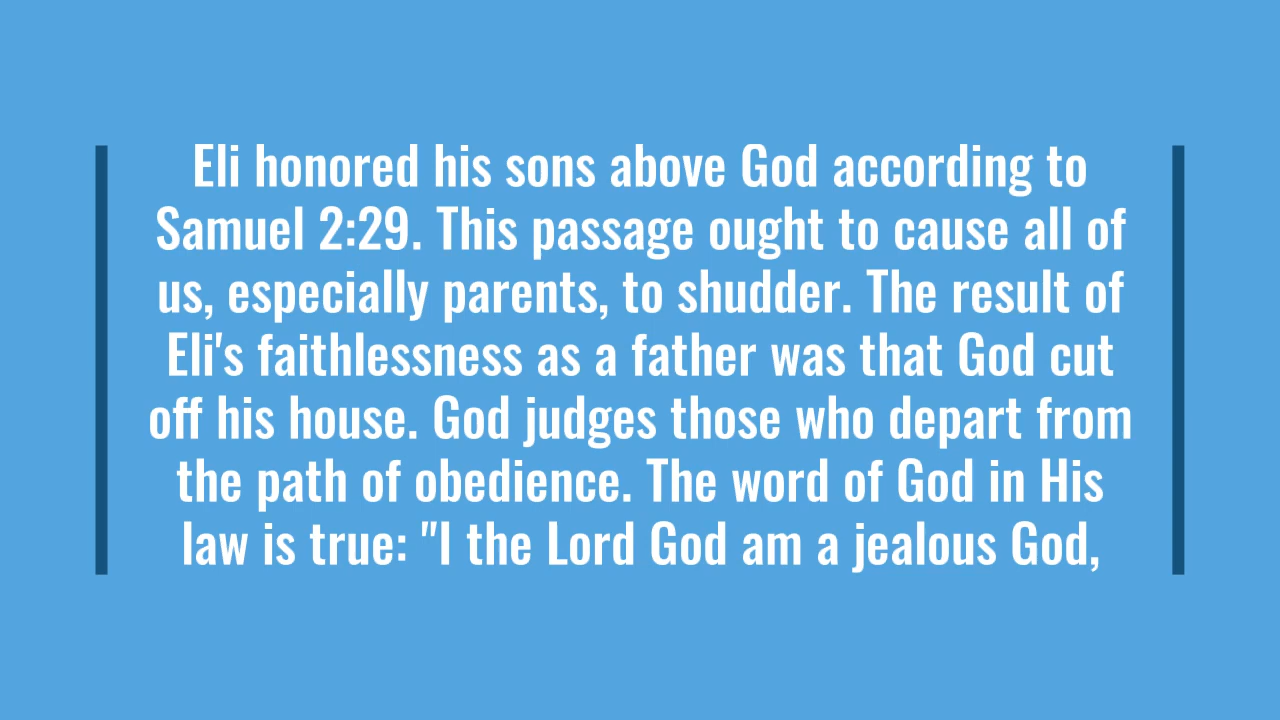 Eli honored his sons above God according to
Samuel 2:29. This passage ought to cause all of
us, especially parents, to shudder. The result of
Eli's faithlessness as a father was that God cut
off his house. God judges those who depart from
the path of obedience. The word of God in His
law is true: "I the Lord God am a jealous God,